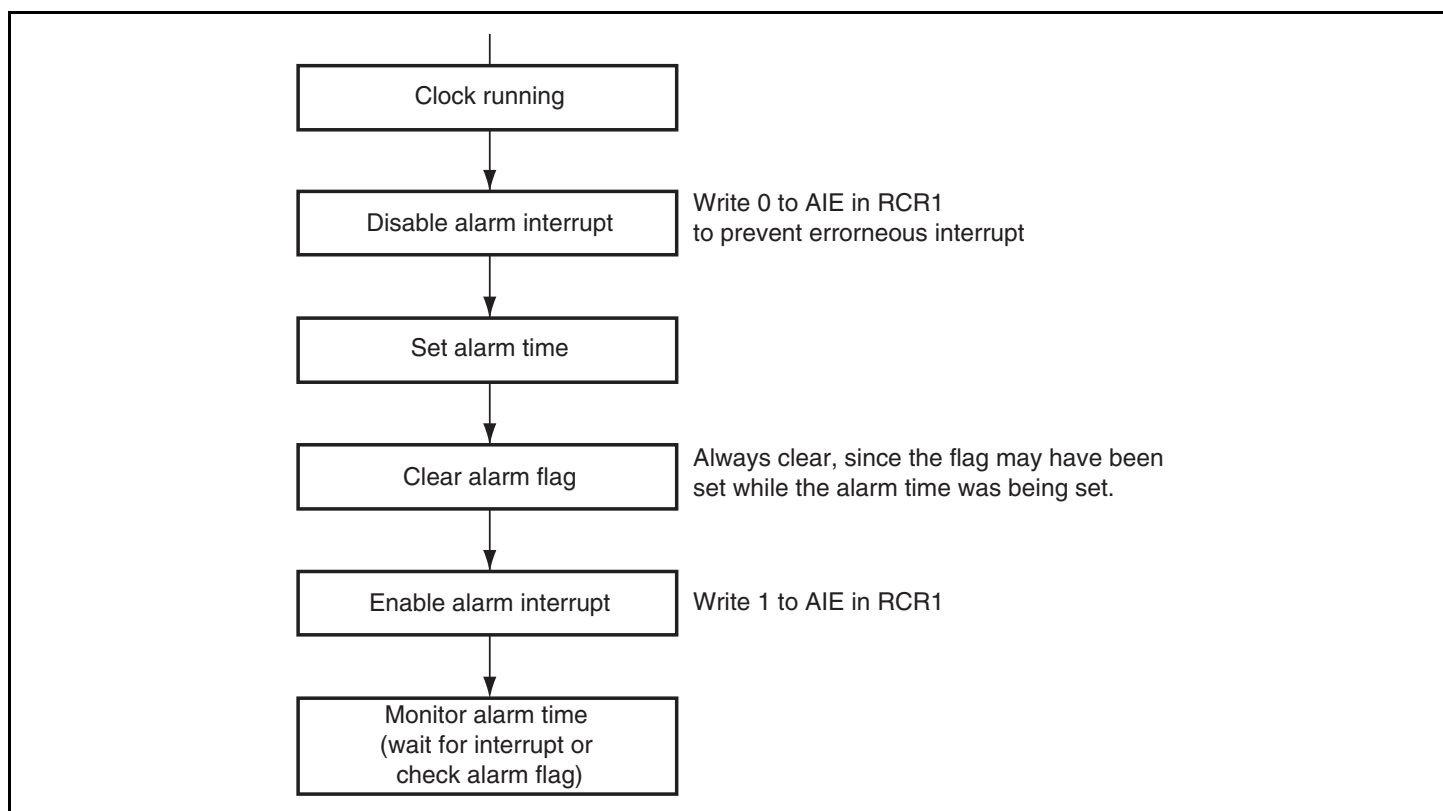 Clock running
Disable alarm interrupt
Write 0 to AIE in RCR1
to prevent errorneous interrupt
Set alarm time
Clear alarm flag
Always clear, since the flag may have been
set while the alarm time was being set.
Enable alarm interrupt
Write 1 to AIE in RCR1
Monitor alarm time
(wait for interrupt or
check alarm flag)